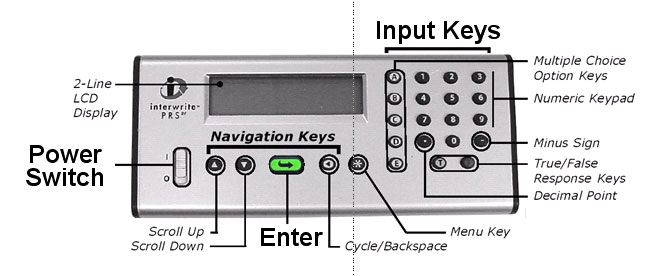 Input Keys
Multiple Choice
Option Keys
2-Line
LCD
Display
interwrite™
PRS
A
1 2 3
Numeric Keypad
B
4 5 6
C
7 8 9
Navigation Keys
D
0
Minus Sign
Power
Switch
I
O
E
T
True/False
Response Keys
Decimal Point
Scroll Up
Scroll Down
Enter
Cycle/Backspace
Menu Key